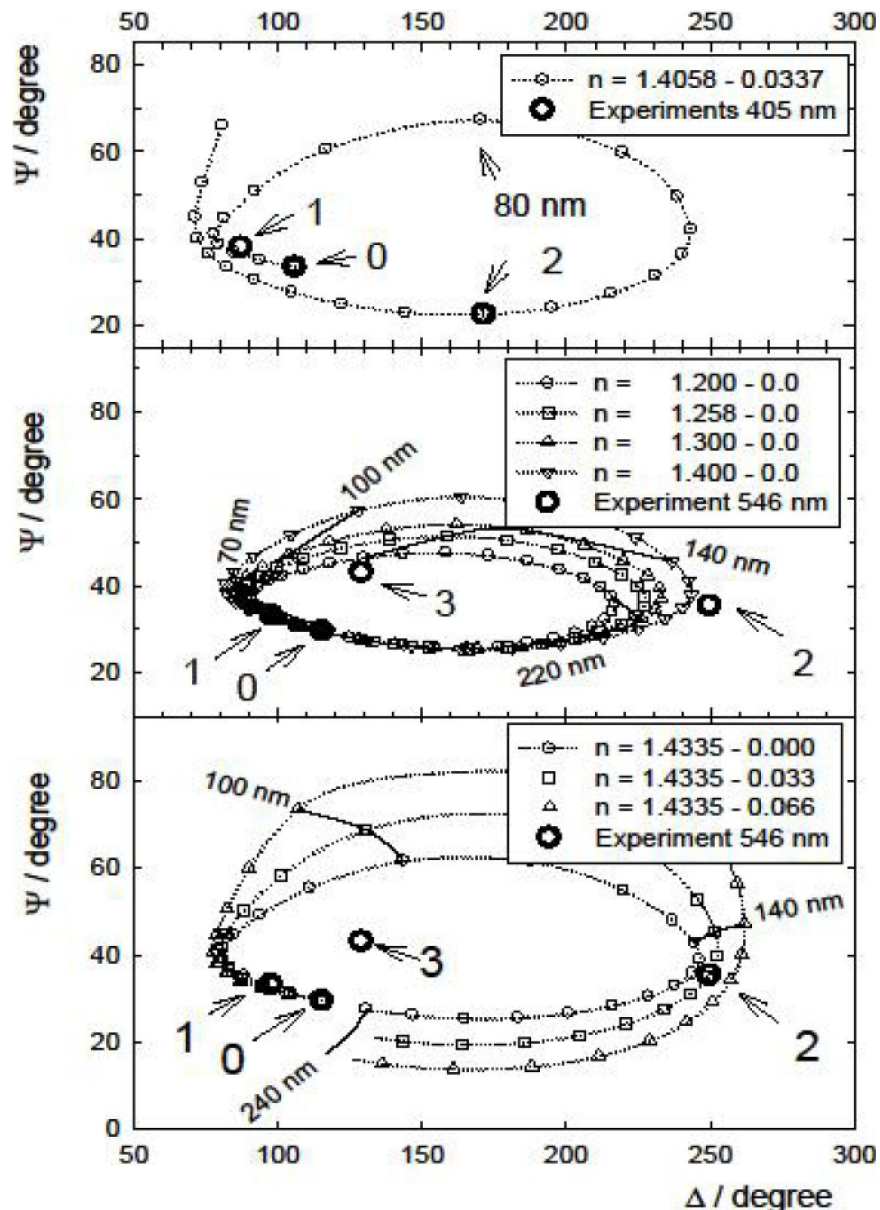 50 100 150 200 250 300
Ψ / degree
80
60
40
20
n = 1.4058 - 0.0337
Experiments 405 nm
1
0
80 nm
2
Ψ / degree
80
60
40
20
n = 1.200 - 0.0
n = 1.258 - 0.0
n = 1.300 - 0.0
n = 1.400 - 0.0
Experiment 546 nm
70 nm
100 nm
140 nm
3
1
0
220 nm
2
Ψ / degree
80
60
40
20
0
n = 1.4335 - 0.000
n = 1.4335 - 0.033
n = 1.4335 - 0.066
Experiment 546 nm
100 nm
140 nm
3
1
0
2
240 nm
50 100 150 200 250 300
Δ / degree